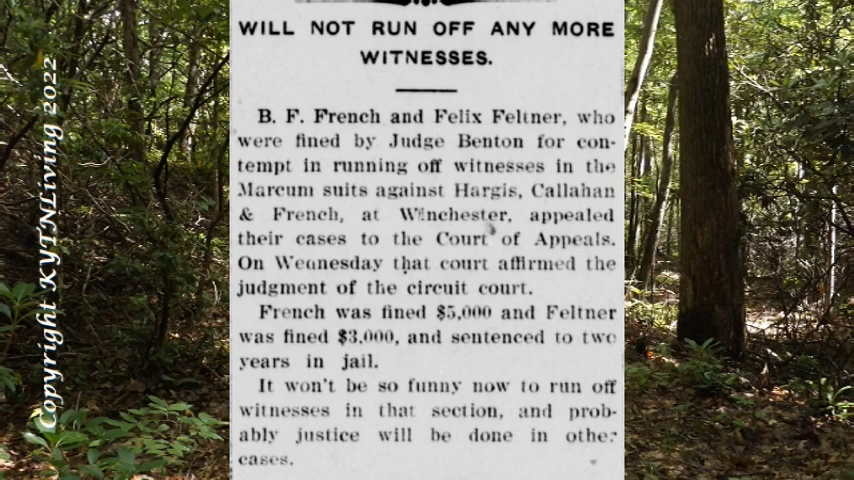 WILL NOT RUN OFF ANY MORE
WITNESSES.
B. F. French and Felix Feltner, who
were fined by Judge Benton for con-
tempt in running off witnesses in the
Marcum suits against Hargis, Callahan
& French, at Winchester, appealed
their cases to the Court of Appeals.
On Wednesday that court affirmed the
judgment of the circuit court.
French was fined $5,000 and Feltner
was fined $3,000, and sentenced to two
years in jail.
It won't be so funny now to run off
witnesses in that section, and prob-
ably justice will be done in other
cases.
Copyright KYTNLiving 2022